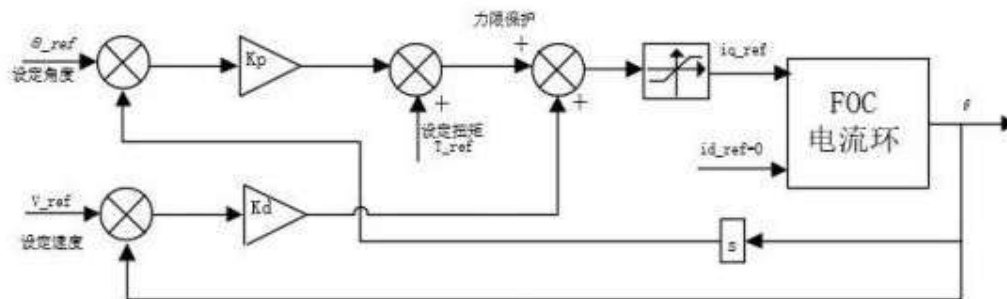 力限保护
θ_ref
设定角度
Kp
iq_ref
FOC
电流环
θ
设定扭矩
T_ref
id_ref=0
V_ref
设定速度
Kd
s